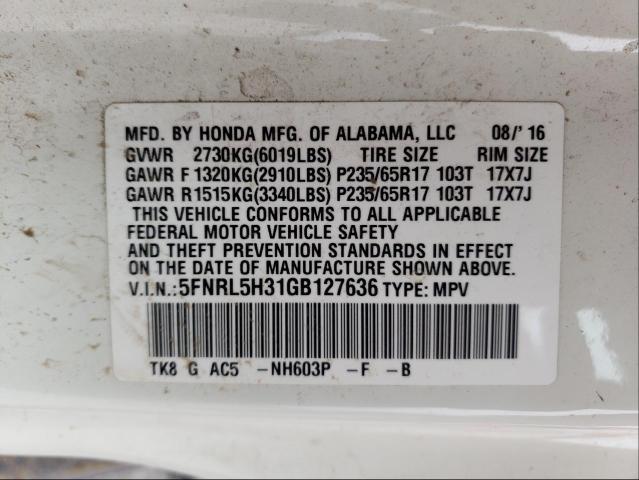 MFD. BY HONDA MFG. OF ALABAMA, LLC 08/' 16
GVWR 2730KG(6019LBS) TIRE SIZE RIM SIZE
GAWR F 1320KG(2910LBS) P235/65R17 103T 17X7J
GAWR R1515KG(3340LBS) P235/65R17 103T 17X7J
THIS VEHICLE CONFORMS TO ALL APPLICABLE
FEDERAL MOTOR VEHICLE SAFETY
AND THEFT PREVENTION STANDARDS IN EFFECT
ON THE DATE OF MANUFACTURE SHOWN ABOVE.
V.I.N.:5FNRL5H31GB127636 TYPE: MPV
TK8 G AC5 -NH603P -F -B